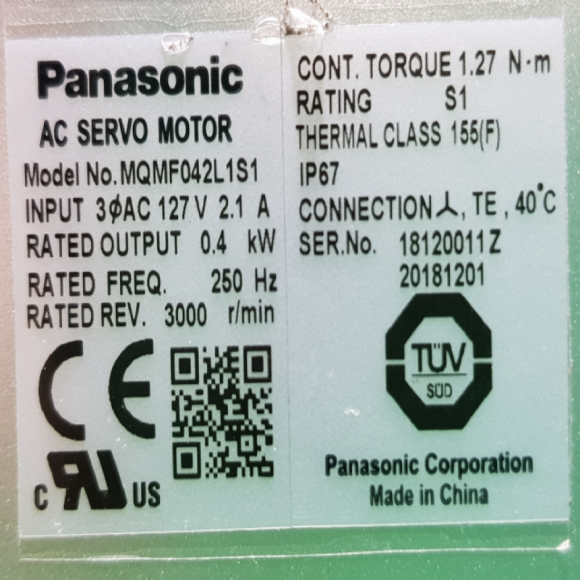 Panasonic
AC SERVO MOTOR
Model No. MQMF042L1S1
INPUT 3ϕAC 127 V 2.1 A
RATED OUTPUT 0.4 kW
RATED FREQ. 250 Hz
RATED REV. 3000 r/min
CE
C RU US
CONT. TORQUE 1.27 N·m
RATING S1
THERMAL CLASS 155(F)
IP67
CONNECTION ⅄, TE, 40°C
SER.No. 18120011Z
20181201
TÜV
SÜD
Panasonic Corporation
Made in China